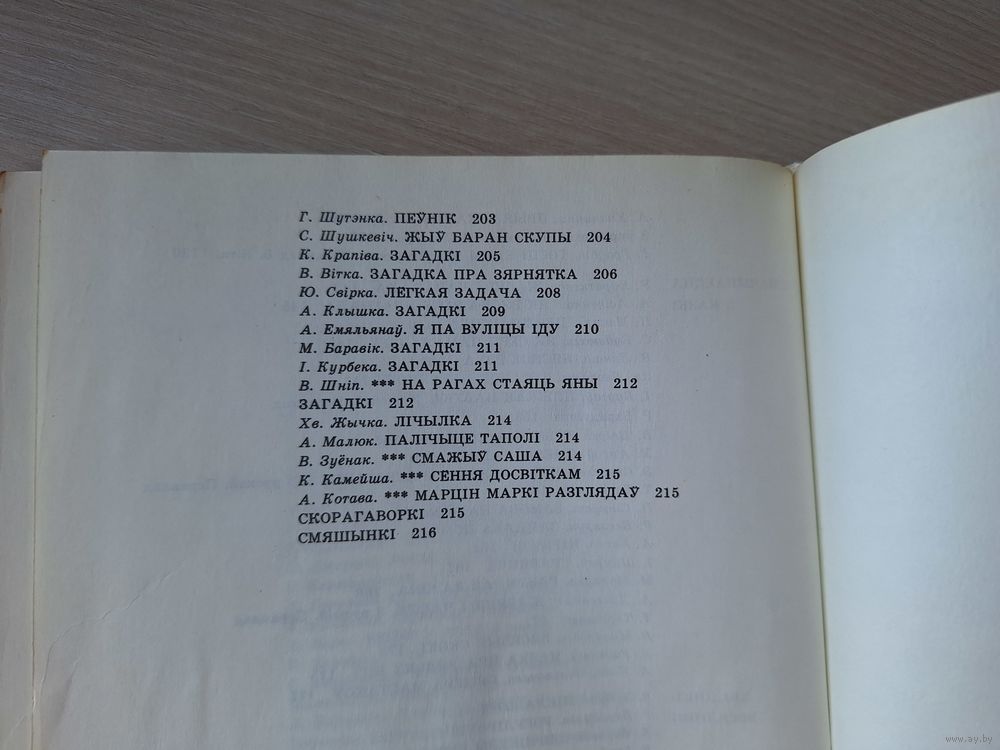 Г. Шутэнка. ПЕЎНІК 203
С. Шушкевіч. ЖЫЎ БАРАН СКУПЫ 204
К. Крапіва. ЗАГАДКІ 205
В. Вітка. ЗАГАДКА ПРА ЗЯРНЯТКА 206
Ю. Свірка. ЛЁГКАЯ ЗАДАЧА 208
А. Клышка. ЗАГАДКІ 209
А. Емяльянаў. Я ПА ВУЛІЦЫ ІДУ 210
М. Баравік. ЗАГАДКІ 211
І. Курбека. ЗАГАДКІ 211
В. Шніп. *** НА РАГАХ СТАЯЦЬ ЯНЫ 212
ЗАГАДКІ 212
Хв. Жычка. ЛІЧЫЛКА 214
А. Малюк. ПАЛІЧЫЦЕ ТАПОЛІ 214
В. Зуёнак. *** СМАЖЫЎ САША 214
К. Камейша. *** СЁННЯ ДОСВІТКАМ 215
А. Котава. *** МАРЦІН МАРКІ РАЗГЛЯДАЎ 215
СКОРАГАВОРКІ 215
СМЯШЫНКІ 216
www.ay.by